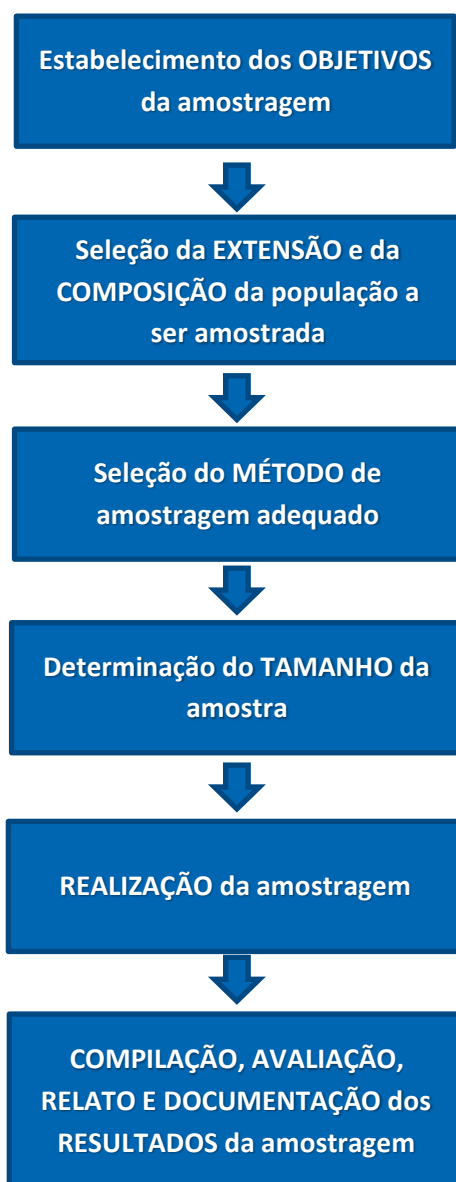 Estabelecimento dos OBJETIVOS
da amostragem
Seleção da EXTENSÃO e da
COMPOSIÇÃO da população a
ser amostrada
Seleção do MÉTODO de
amostragem adequado
Determinação do TAMANHO da
amostra
REALIZAÇÃO da amostragem
COMPILAÇÃO, AVALIAÇÃO,
RELATO E DOCUMENTAÇÃO dos
RESULTADOS da amostragem